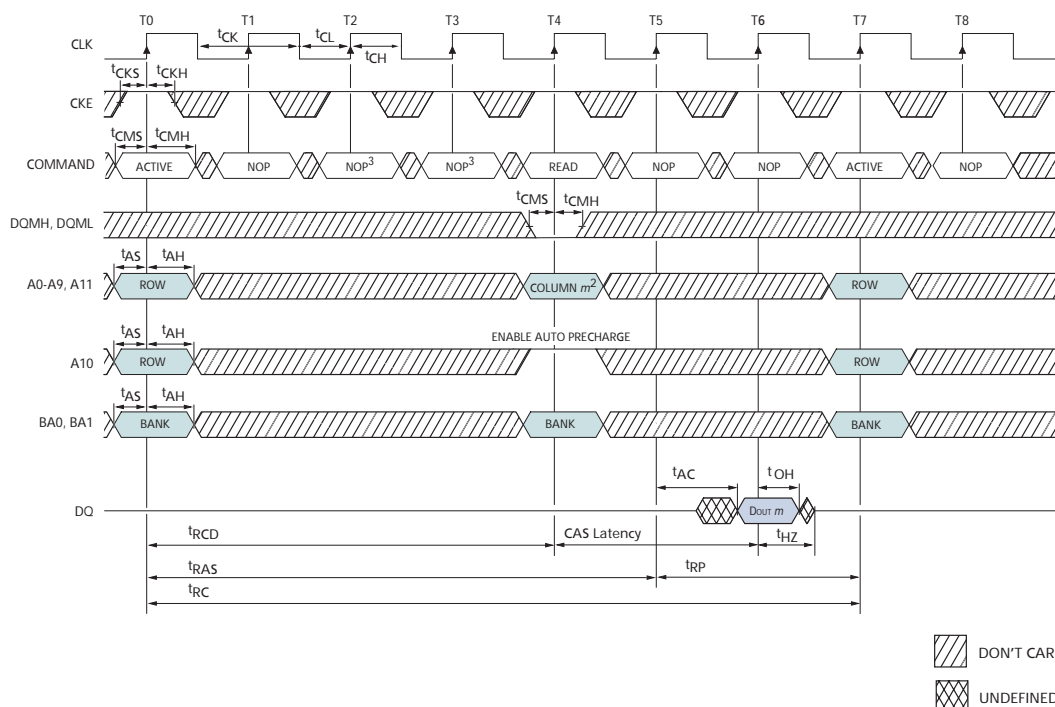 T0 T1 T2 T3 T4 T5 T6 T7 T8
CLK
tCK tCL
tCH
tCKS tCKH
CKE
tCMS tCMH
COMMAND ACTIVE NOP NOP3 NOP3 READ NOP NOP ACTIVE NOP
tCMS tCMH
DQMH, DQML
tAS tAH
A0-A9, A11 ROW COLUMN m2 ROW
ENABLE AUTO PRECHARGE
tAS tAH
A10 ROW ROW
tAS tAH
BA0, BA1 BANK BANK BANK
tAC tOH
DQ DOUT m
tRCD CAS Latency tHZ
tRAS tRP
tRC
DON'T CAR
UNDEFINED